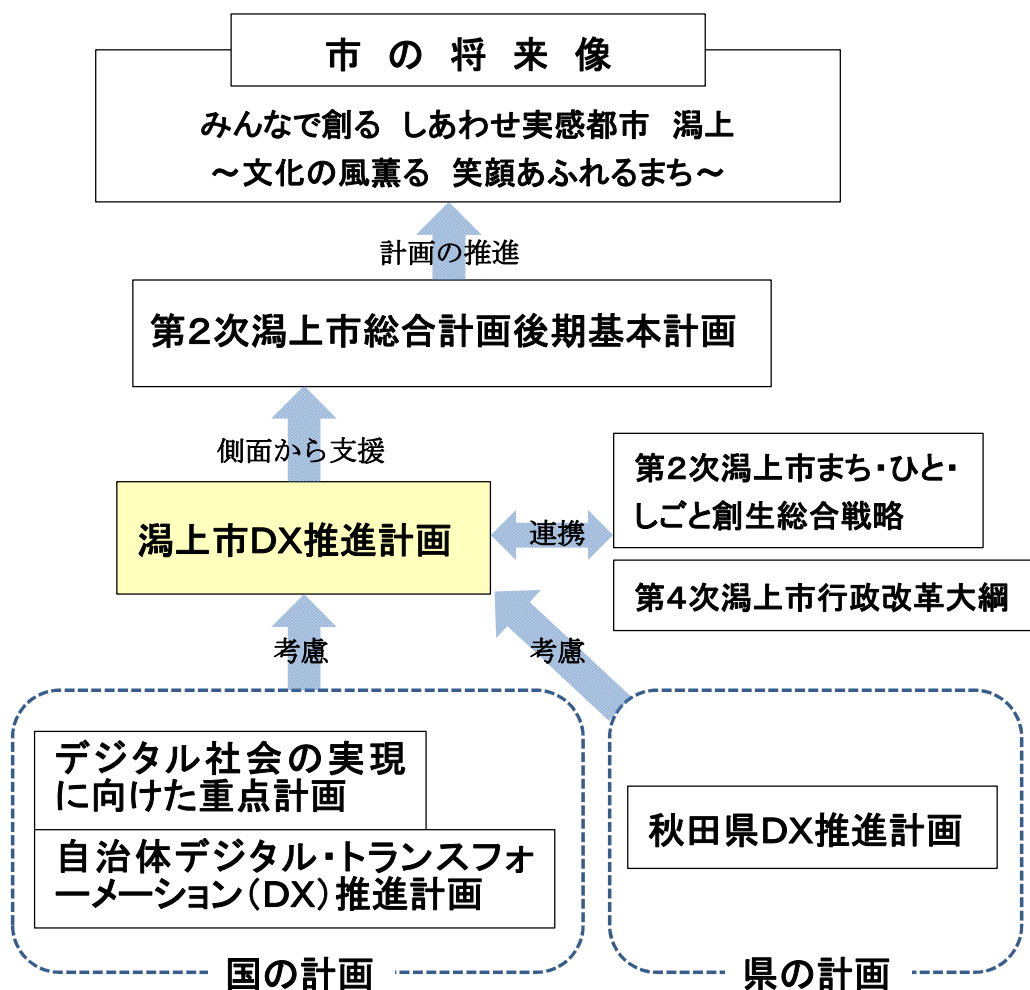 市の将来像
みんなで創る しあわせ実感都市 潟上
～文化の風薫る 笑顔あふれるまち～
計画の推進
第２次潟上市総合計画後期基本計画
側面から支援
潟上市ＤＸ推進計画
連携
第２次潟上市まち・ひと・
しごと創生総合戦略
第４次潟上市行政改革大綱
考慮
考慮
デジタル社会の実現
に向けた重点計画
自治体デジタル・トランスフォ
ーメーション（ＤＸ）推進計画
国の計画
秋田県ＤＸ推進計画
県の計画